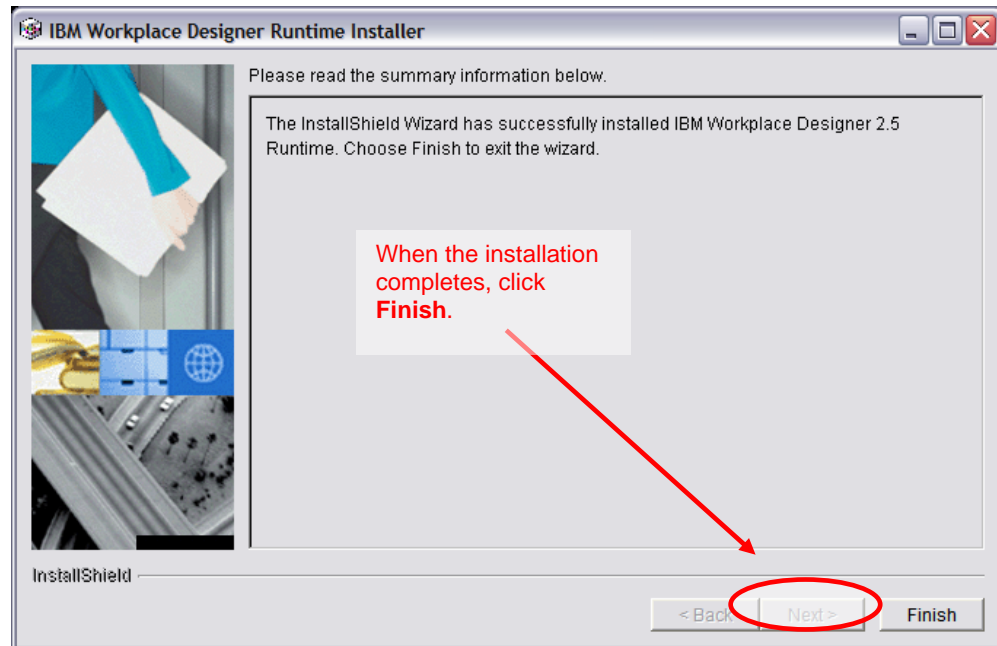 IBM Workplace Designer Runtime Installer
Please read the summary information below.
The InstallShield Wizard has successfully installed IBM Workplace Designer 2.5
Runtime. Choose Finish to exit the wizard.
When the installation
completes, click
Finish.
InstallShield
< Back Next > Finish